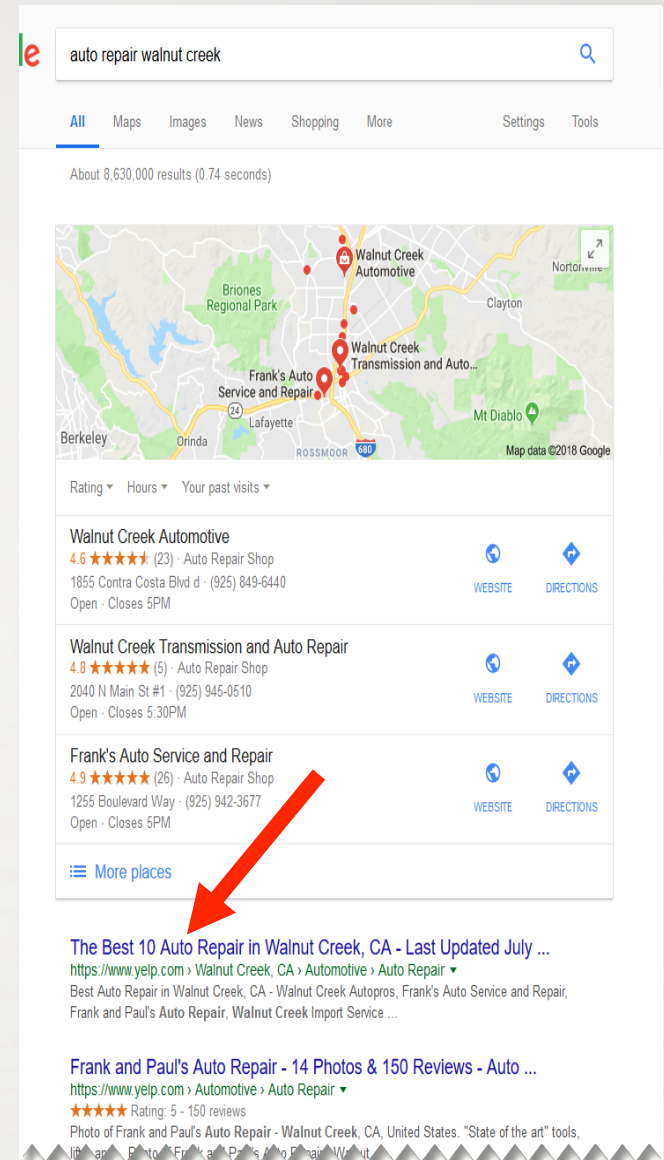 le
auto repair walnut creek
All Maps Images News Shopping More Settings Tools
About 8,630,000 results (0.74 seconds)
Walnut Creek
Automotive
Nortonville
Briones
Regional Park
Clayton
Walnut Creek
Transmission and Auto...
Frank's Auto
Service and Repair
24
Lafayette
Mt Diablo
Berkeley
Orinda
ROSSMOOR
680
Map data ©2018 Google
Rating Hours Your past visits
Walnut Creek Automotive
4.6 (23) · Auto Repair Shop
1855 Contra Costa Blvd d · (925) 849-6440
Open · Closes 5PM
WEBSITE DIRECTIONS
Walnut Creek Transmission and Auto Repair
4.8 (5) · Auto Repair Shop
2040 N Main St #1 · (925) 945-0510
Open · Closes 5:30PM
WEBSITE DIRECTIONS
Frank's Auto Service and Repair
4.9 (26) · Auto Repair Shop
1255 Boulevard Way · (925) 942-3677
Open · Closes 5PM
WEBSITE DIRECTIONS
More places
The Best 10 Auto Repair in Walnut Creek, CA - Last Updated July ...
https://www.yelp.com › Walnut Creek, CA › Automotive › Auto Repair
Best Auto Repair in Walnut Creek, CA - Walnut Creek Autopros, Frank's Auto Service and Repair,
Frank and Paul's Auto Repair, Walnut Creek Import Service ...
Frank and Paul's Auto Repair - 14 Photos & 150 Reviews - Auto ...
https://www.yelp.com › Automotive › Auto Repair
Rating: 5 - 150 reviews
Photo of Frank and Paul's Auto Repair - Walnut Creek, CA, United States. "State of the art" tools,